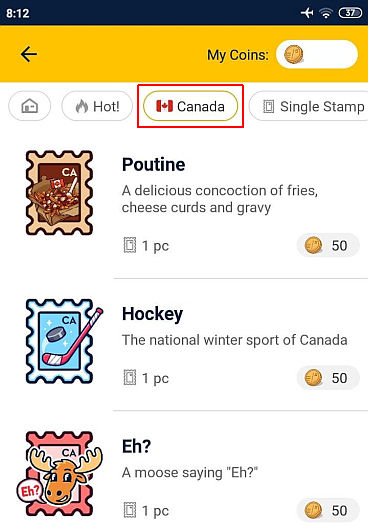 8:12
37
My Coins:
Hot!
Canada
Single Stamp
CA
Poutine
A delicious concoction of fries,
cheese curds and gravy
1 pc
50
CA
Hockey
The national winter sport of Canada
1 pc
50
CA
Eh?
Eh?
A moose saying "Eh?"
1 pc
50